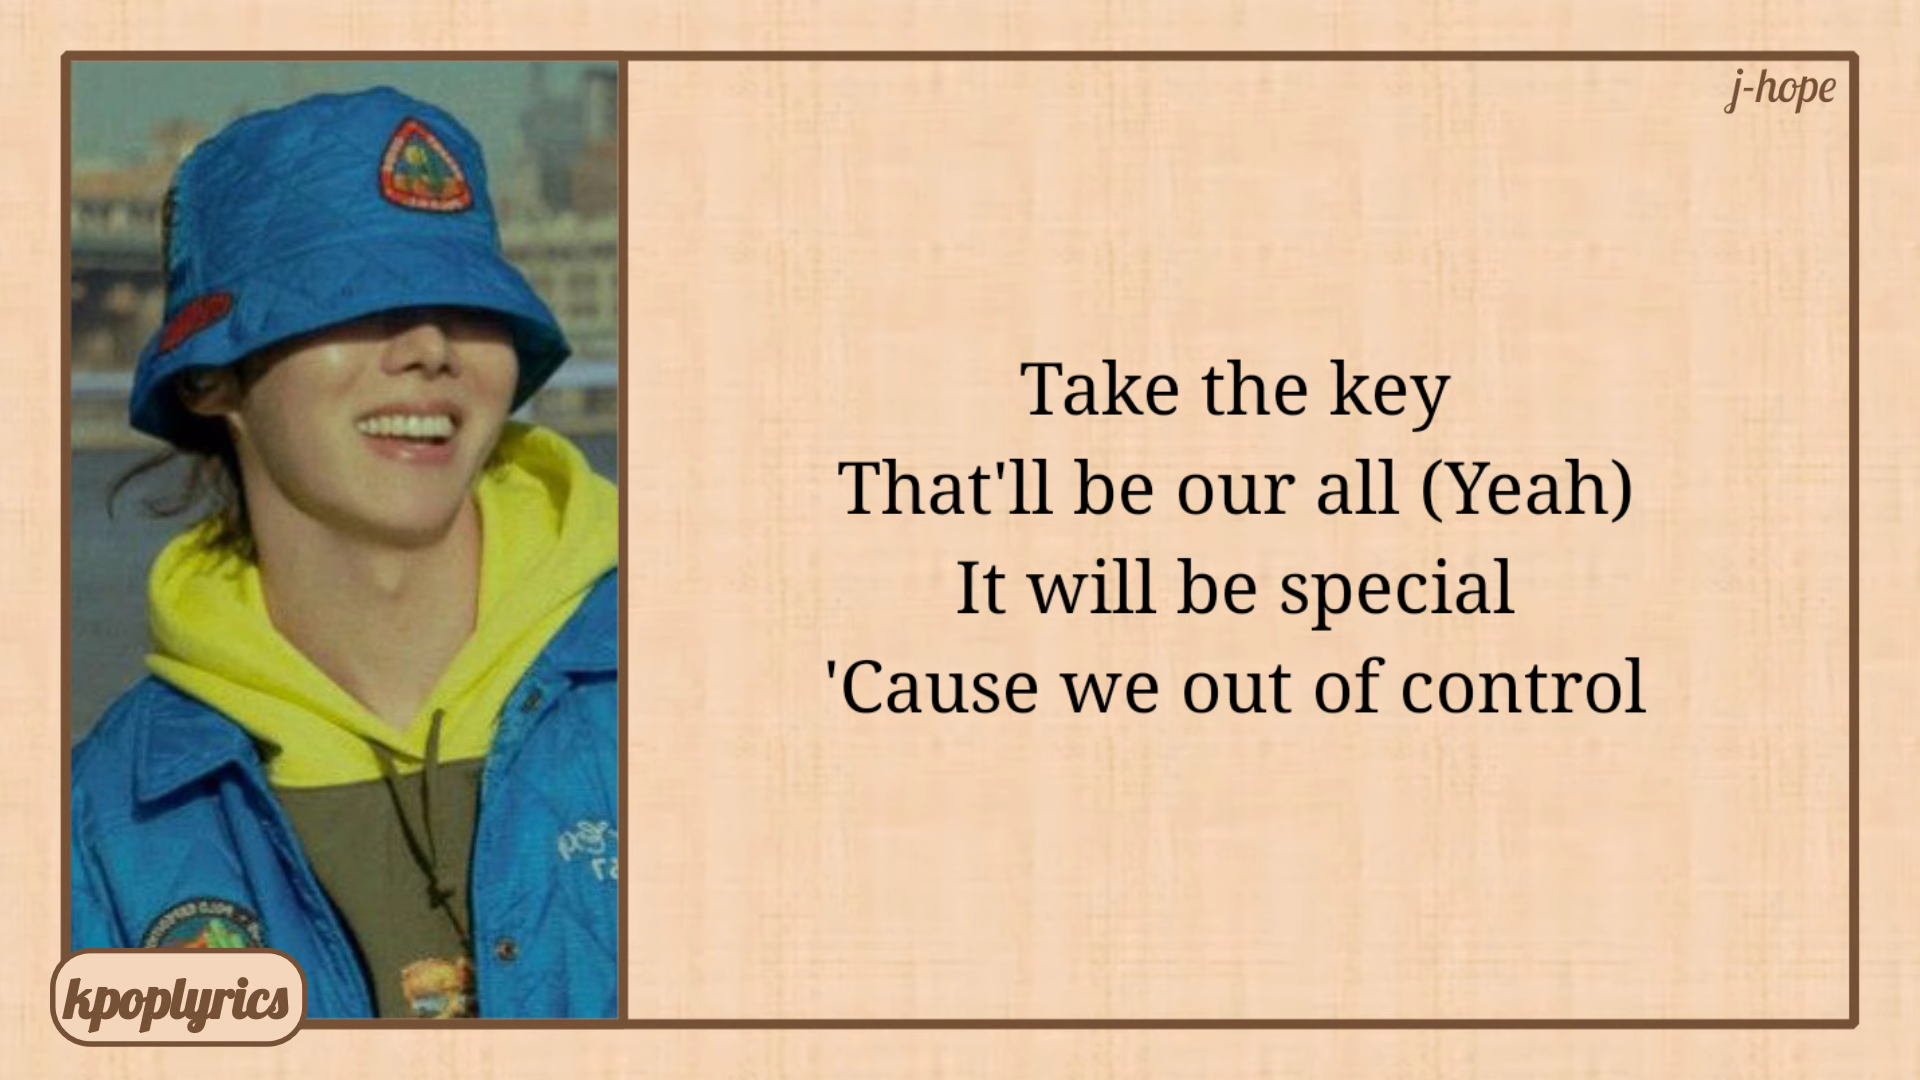 j-hope
Take the key
That'll be our all (Yeah)
It will be special
'Cause we out of control
kpoplyrics